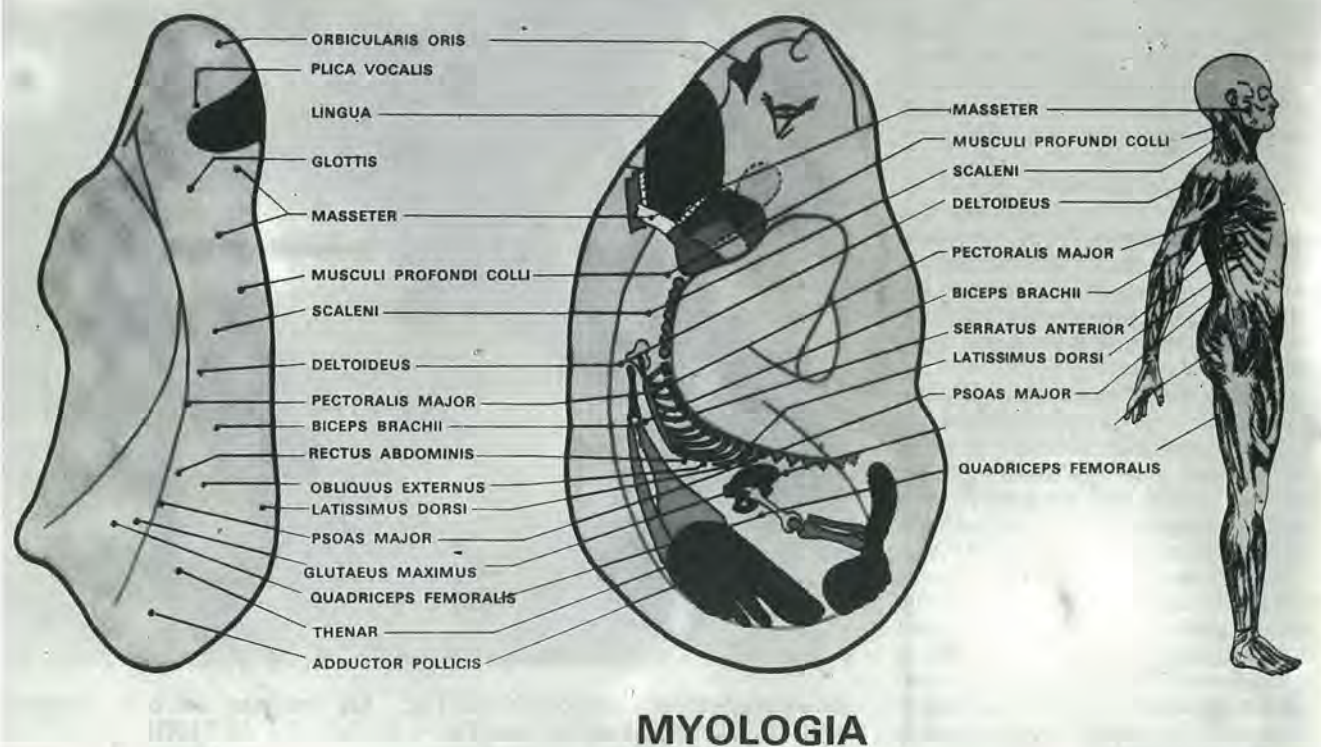 ORBICULARIS ORIS
PLICA VOCALIS
LINGUA
GLOTTIS
MASSETER
MUSCULI PROFONDI COLLI
SCALENI
DELTOIDEUS
PECTORALIS MAJOR
BICEPS BRACHII
RECTUS ABDOMINIS
OBLIQUUS EXTERNUS
LATISSIMUS DORSI
PSOAS MAJOR
GLUTAEUS MAXIMUS
QUADRICEPS FEMORALIS
THENAR
ADDUCTOR POLLICIS
MASSETER
MUSCULI PROFUNDI COLLI
SCALENI
DELTOIDEUS
PECTORALIS MAJOR
BICEPS BRACHII
SERRATUS ANTERIOR
LATISSIMUS DORSI
PSOAS MAJOR
QUADRICEPS FEMORALIS
MYOLOGIA